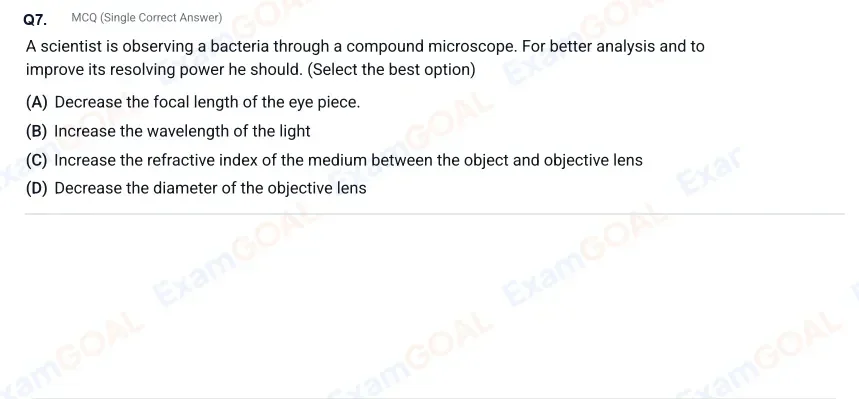 Q7. MCQ (Single Correct Answer)
A scientist is observing a bacteria through a compound microscope. For better analysis and to
improve its resolving power he should. (Select the best option)
(A) Decrease the focal length of the eye piece.
(B) Increase the wavelength of the light
(C) Increase the refractive index of the medium between the object and objective lens
(D) Decrease the diameter of the objective lens
ExamGOAL
ExamGOAL
ExamGOAL